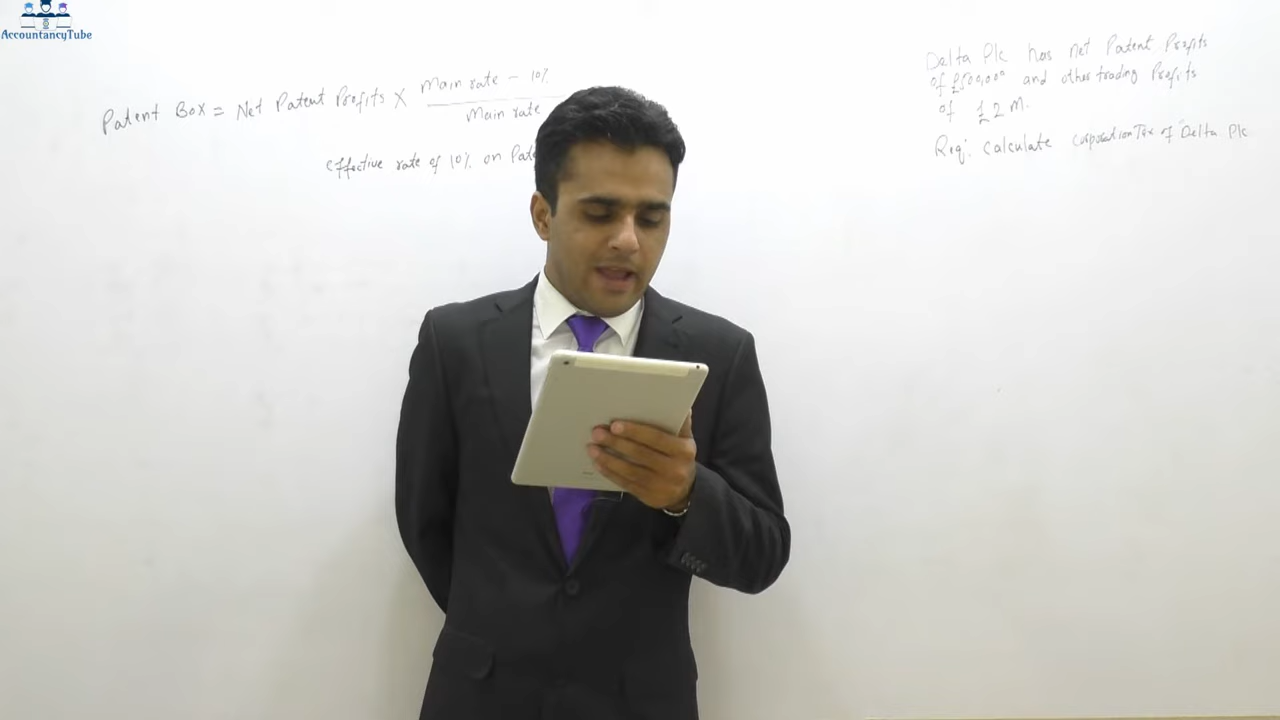 AccountancyTube
Patent Box = Net Patent Profits X Main rate - 10%
Main rate
effective rate of 10% on
Delta Plc has net Patent Profits
of £500,000 and other trading Profits
of £2 m.
Req: Calculate corporation Tax of Delta Plc